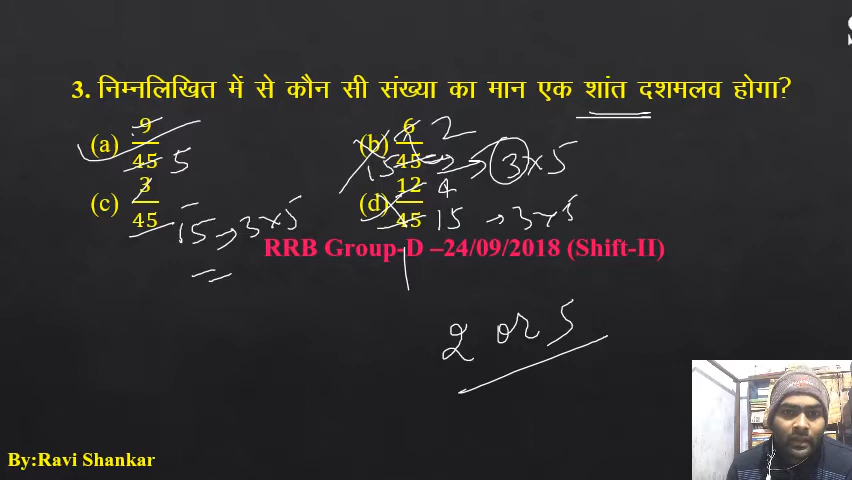 3. निम्नलिखित में से कौन सी संख्या का मान एक शांत दशमलव होगा?
(a) 9/45 5
(b) 6/45 2 15 3×5
(c) 3/45 15 3×5
(d) 12/45 4 15 3×5
RRB Group-D –24/09/2018 (Shift-II)
2 or 5
By:Ravi Shankar
S